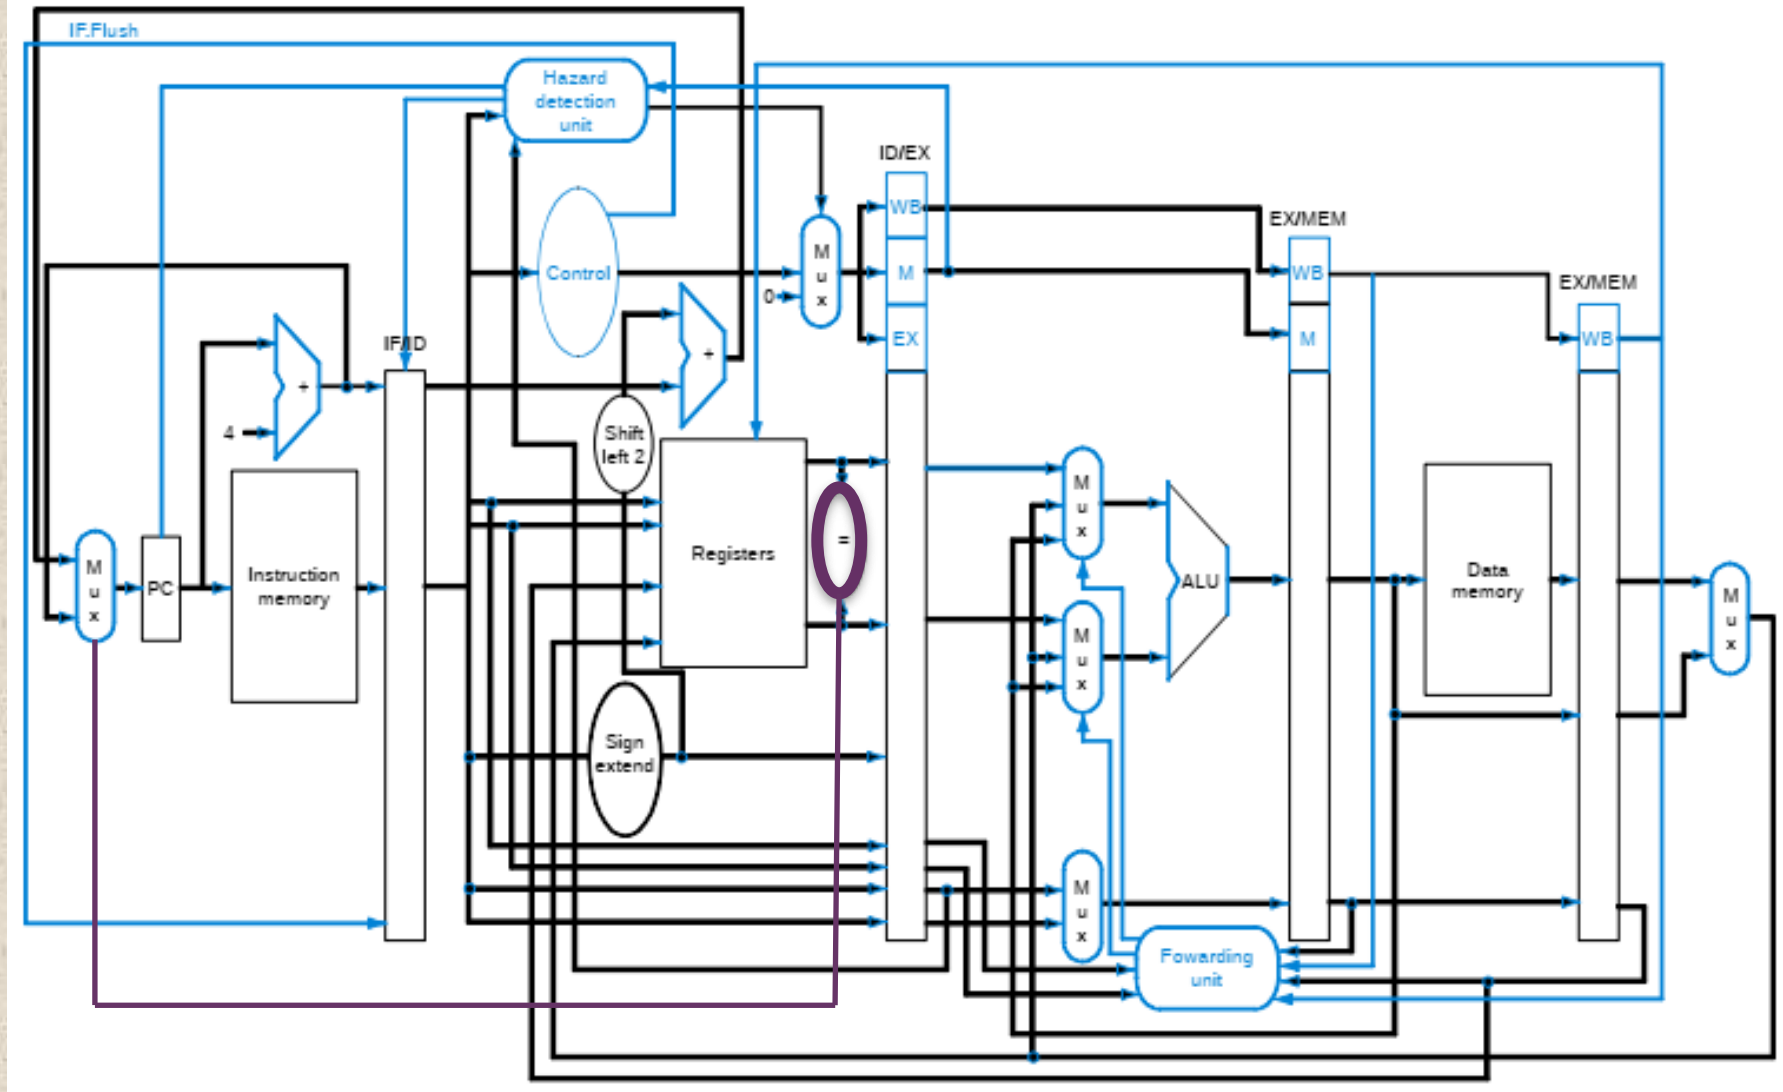 IF.Flush
Hazard
detection
unit
ID/EX
WB
EX/MEM
M
u
x
Control
M
WB
EX/MEM
0
EX
M
WB
IF/ID
+
+
4
Shift
left 2
M
u
x
=
Registers
M
u
x
PC
Instruction
memory
ALU
Data
memory
M
u
x
M
u
x
Sign
extend
M
u
x
Fowarding
unit